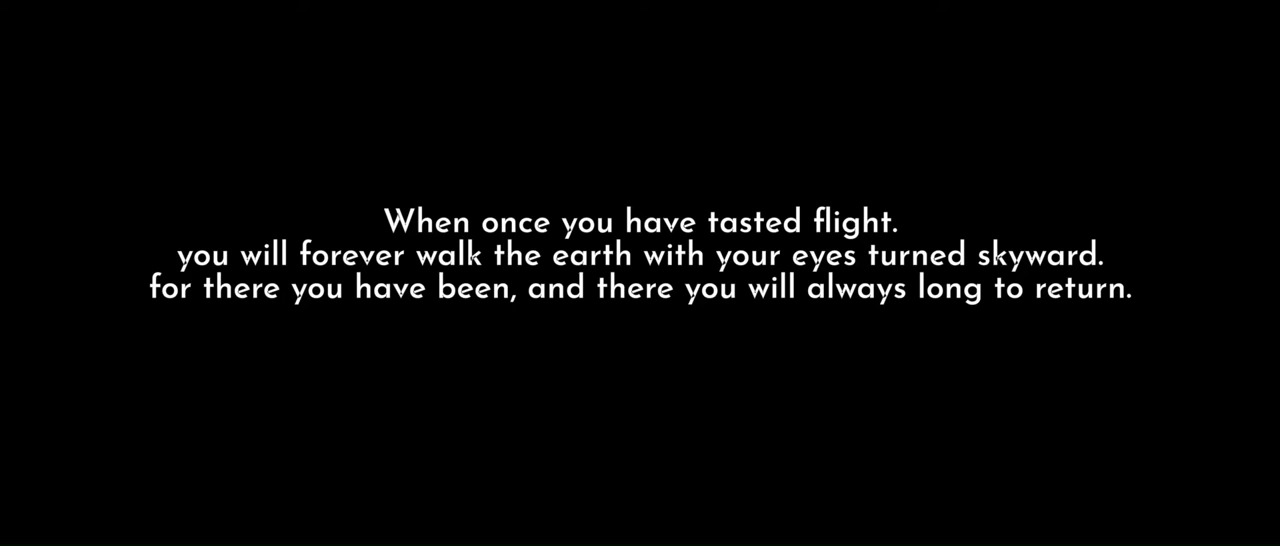 When once you have tasted flight.
you will forever walk the earth with your eyes turned skyward.
for there you have been, and there you will always long to return.